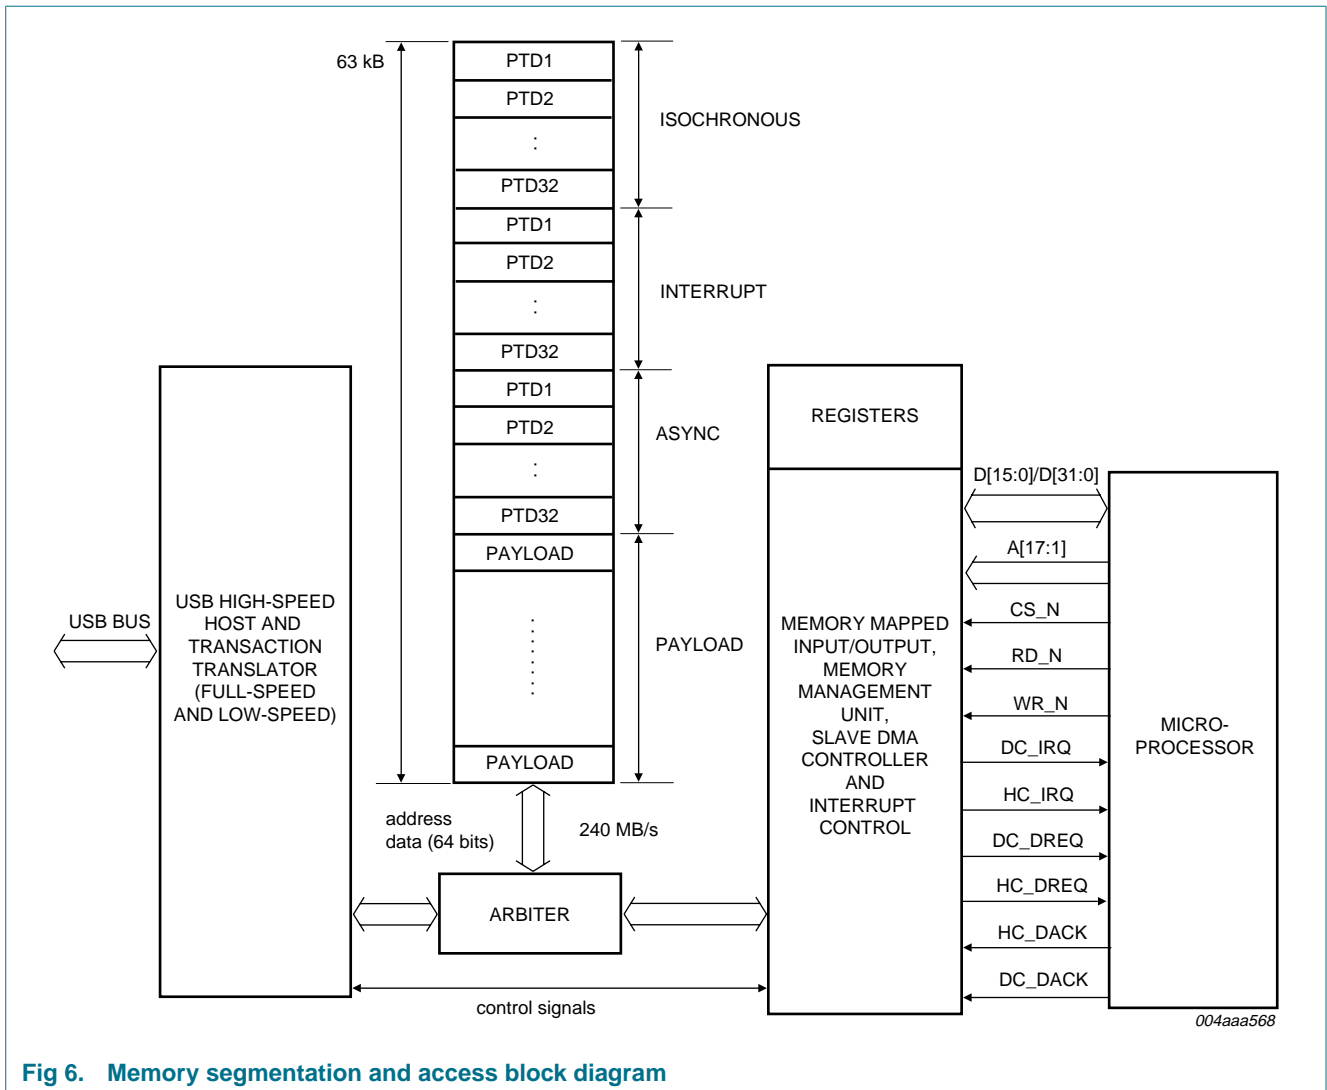 63 kB
PTD1
PTD2
:
PTD32
ISOCHRONOUS
PTD1
PTD2
:
PTD32
INTERRUPT
PTD1
PTD2
:
PTD32
ASYNC
PAYLOAD
PAYLOAD
PAYLOAD
address
data (64 bits)
240 MB/s
ARBITER
USB BUS
USB HIGH-SPEED
HOST AND
TRANSACTION
TRANSLATOR
(FULL-SPEED
AND LOW-SPEED)
control signals
REGISTERS
MEMORY MAPPED
INPUT/OUTPUT,
MEMORY
MANAGEMENT
UNIT,
SLAVE DMA
CONTROLLER
AND
INTERRUPT
CONTROL
D[15:0]/D[31:0]
A[17:1]
CS_N
RD_N
WR_N
DC_IRQ
HC_IRQ
DC_DREQ
HC_DREQ
HC_DACK
DC_DACK
MICRO-
PROCESSOR
004aaa568
Fig 6. Memory segmentation and access block diagram